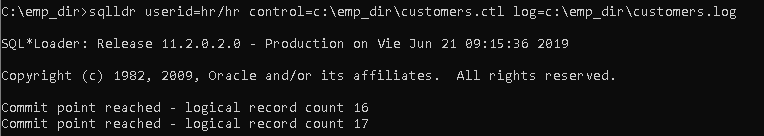 C:\emp_dir>sqlldr userid=hr/hr control=c:\emp_dir\customers.ctl log=c:\emp_dir\customers.log
SQL*Loader: Release 11.2.0.2.0 - Production on Vie Jun 21 09:15:36 2019
Copyright (c) 1982, 2009, Oracle and/or its affiliates.  All rights reserved.
Commit point reached - logical record count 16
Commit point reached - logical record count 17